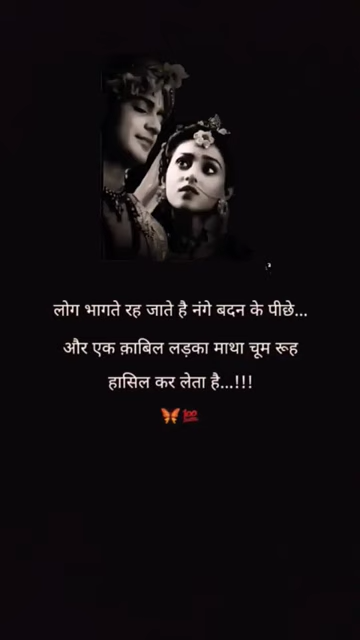 लोग भागते रह जाते है नंगे बदन के पीछे...
और एक क़ाबिल लड़का माथा चूम रूह
हासिल कर लेता है...!!!
🦋💯